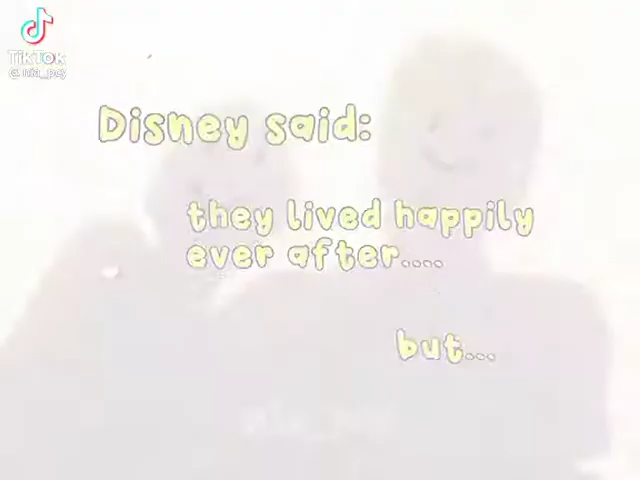 TikTok
Disney said:
they lived happily
ever after....
but...